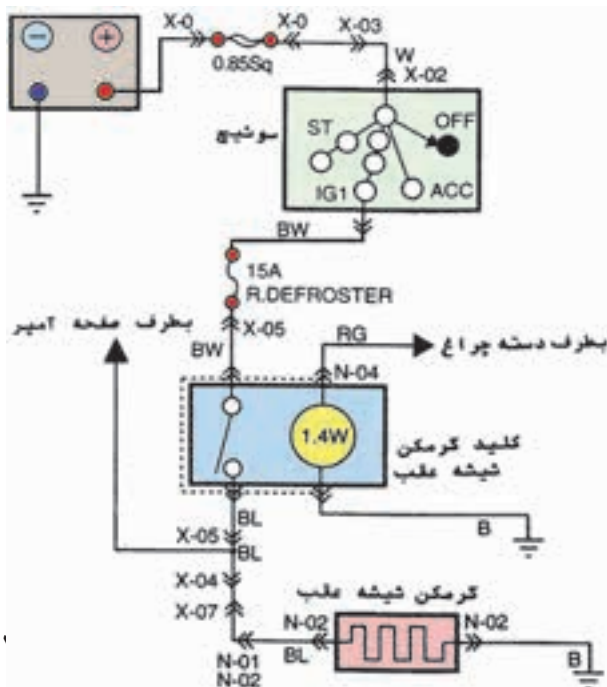 X-0
X-0
X-03
− +
0.85Sq
W
X-02
سوئیچ
ST
OFF
IG1
ACC
BW
15A
R.DEFROSTER
بطرف صفحه آمپر
X-05
BW
RG
بطرف دسته چراغ
N-04
1.4W
کلید گرمکن
شیشه عقب
BL
X-05
BL
B
X-04
X-07
گرمکن شیشه عقب
N-02
N-02
BL
B
N-01
N-02